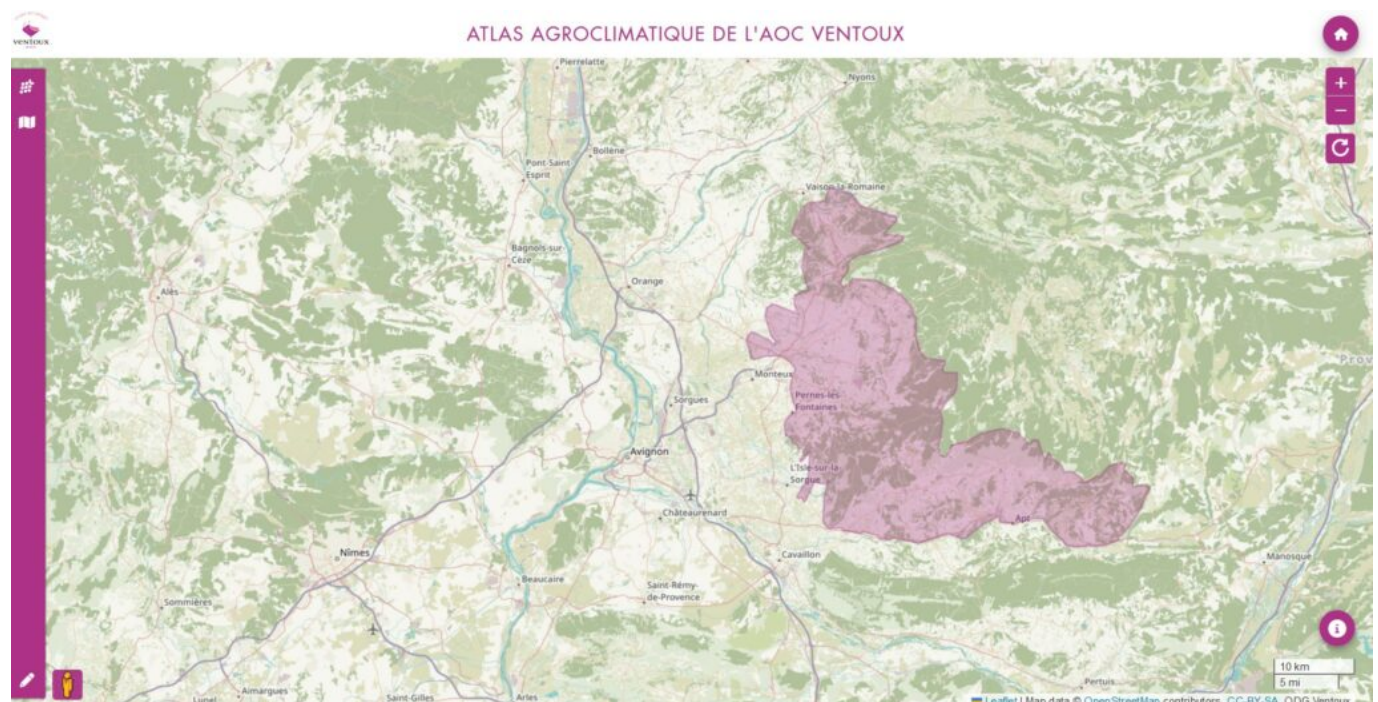 VENTOUX
ATLAS AGROCLIMATIQUE DE L'AOC VENTOUX
Pierrelatte
Nyons
Bollène
Pont-Saint
Esprit
Vaison-la-Romaine
Bagnols-sur-
Cèze
Orange
Alès
Prov
Monteux
Sorgues
Pernes-les
Fontaines
Avignon
L'Isle-sur-la
Sorgue
Châteaurenard
Apt
Nîmes
Cavaillon
Manosque
Beaucaire
Saint-Rémy-
de-Provence
Sommières
10 km
5 mi
Pertuis
Aimargues
Saint-Gilles
Arles
Lunel
Leaflet | Map data © OpenStreetMap contributors, CC-BY-SA, ODG Ventoux